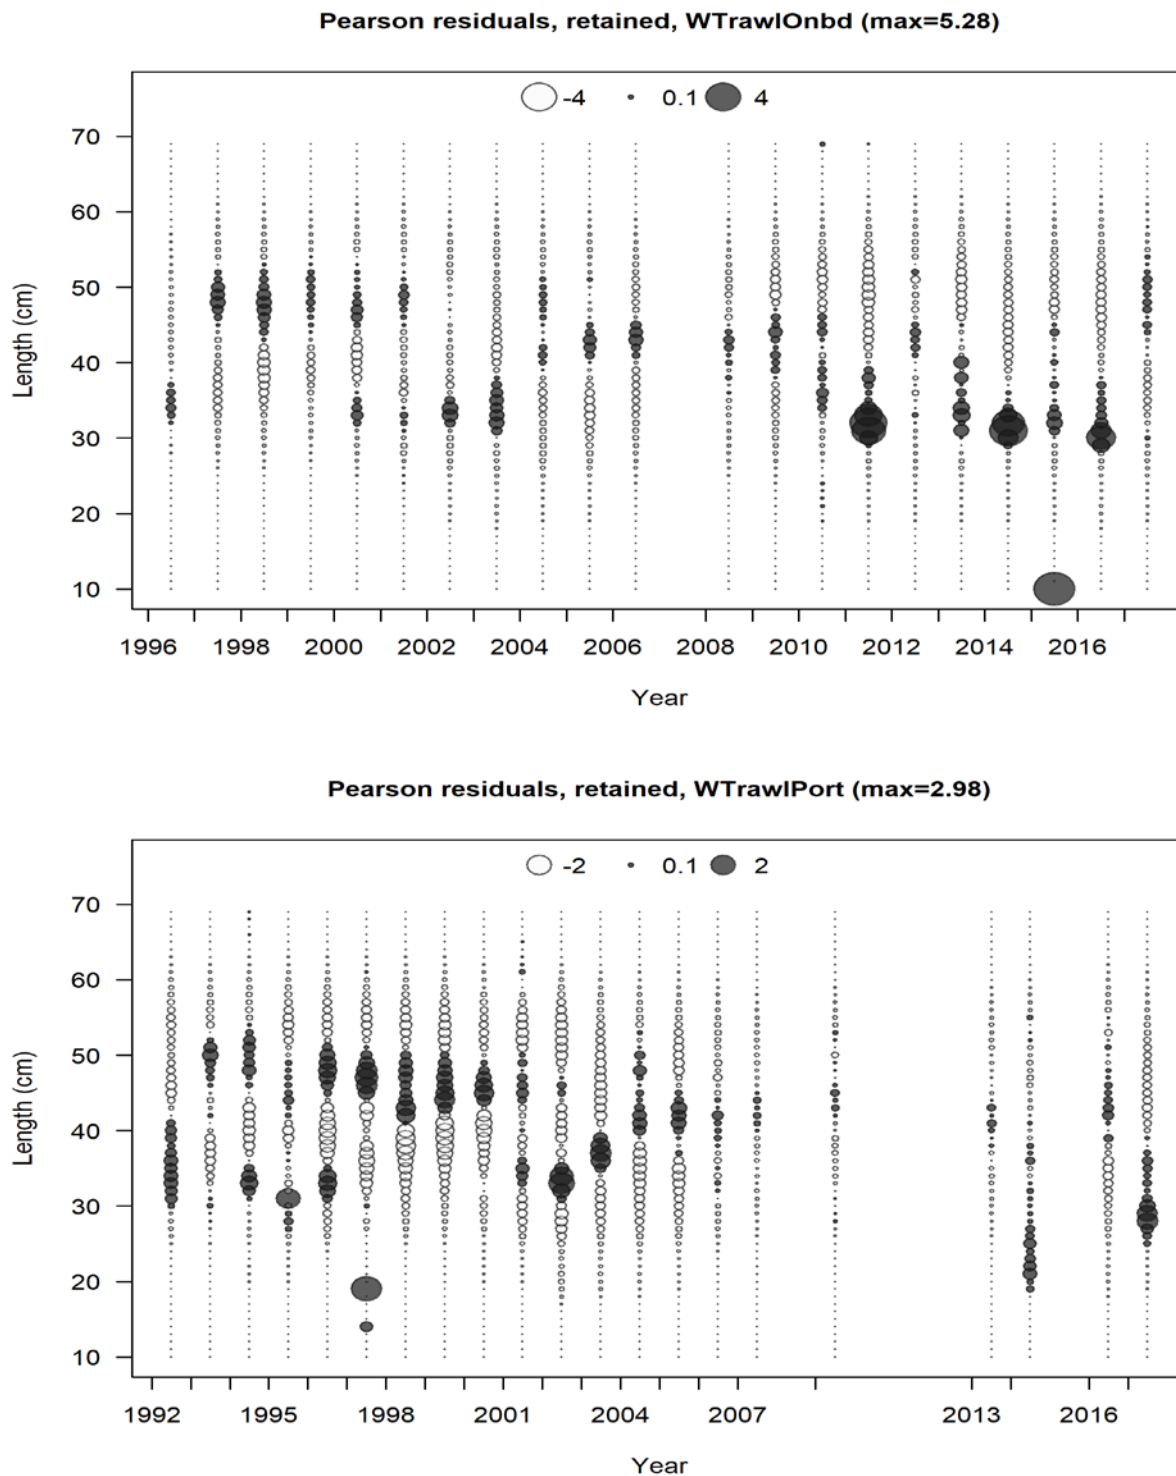 Pearson residuals, retained, WTrawlOnbd (max=5.28)
-4 0.1 4
70
60
50
40
30
20
10
Length (cm)
1996 1998 2000 2002 2004 2006 2008 2010 2012 2014 2016
Year
Pearson residuals, retained, WTrawlPort (max=2.98)
-2 0.1 2
70
60
50
40
30
20
10
Length (cm)
1992 1995 1998 2001 2004 2007 2013 2016
Year